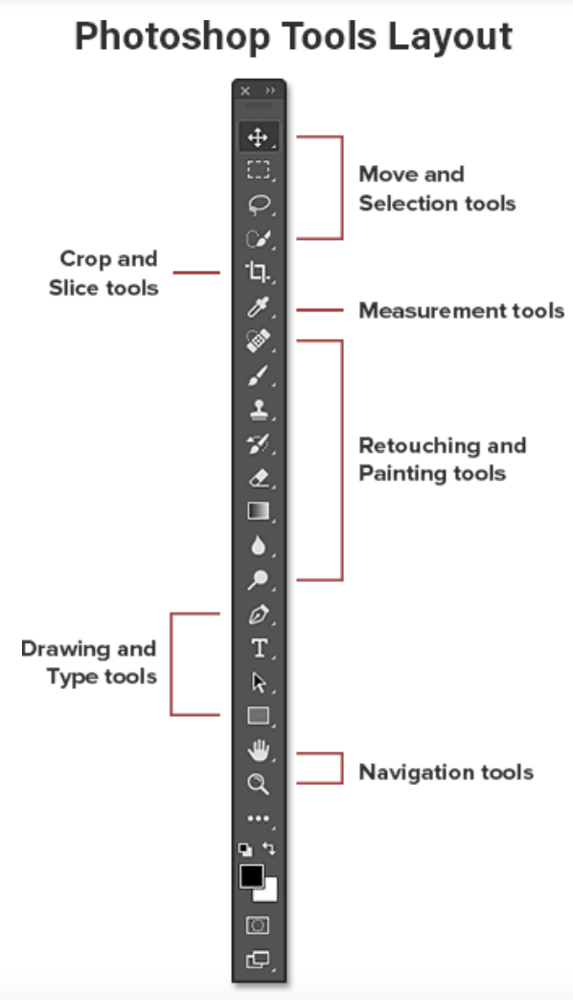 Photoshop Tools Layout
Move and
Selection tools
Crop and
Slice tools
Measurement tools
Retouching and
Painting tools
Drawing and
Type tools
Navigation tools